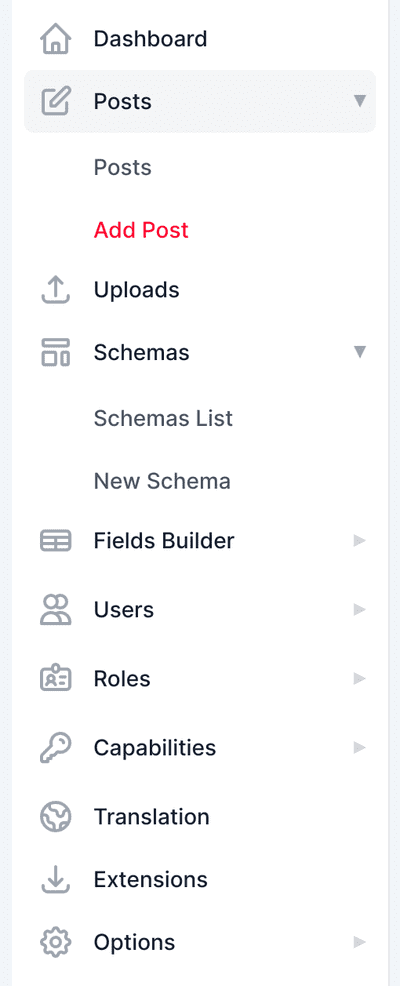 Dashboard
Posts
Posts
Add Post
Uploads
Schemas
Schemas List
New Schema
Fields Builder
Users
Roles
Capabilities
Translation
Extensions
Options